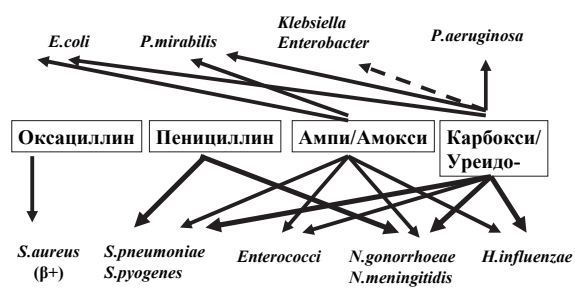 E.coli
P.mirabilis
Klebsiella
Enterobacter
P.aeruginosa
Оксациллин
Пенициллин
Ампи/Амокси
Карбокси/
Уреидо-
S.aureus
(β+)
S.pneumoniae
S.pyogenes
Enterococci
N.gonorrhoeae
N.meningitidis
H.influenzae